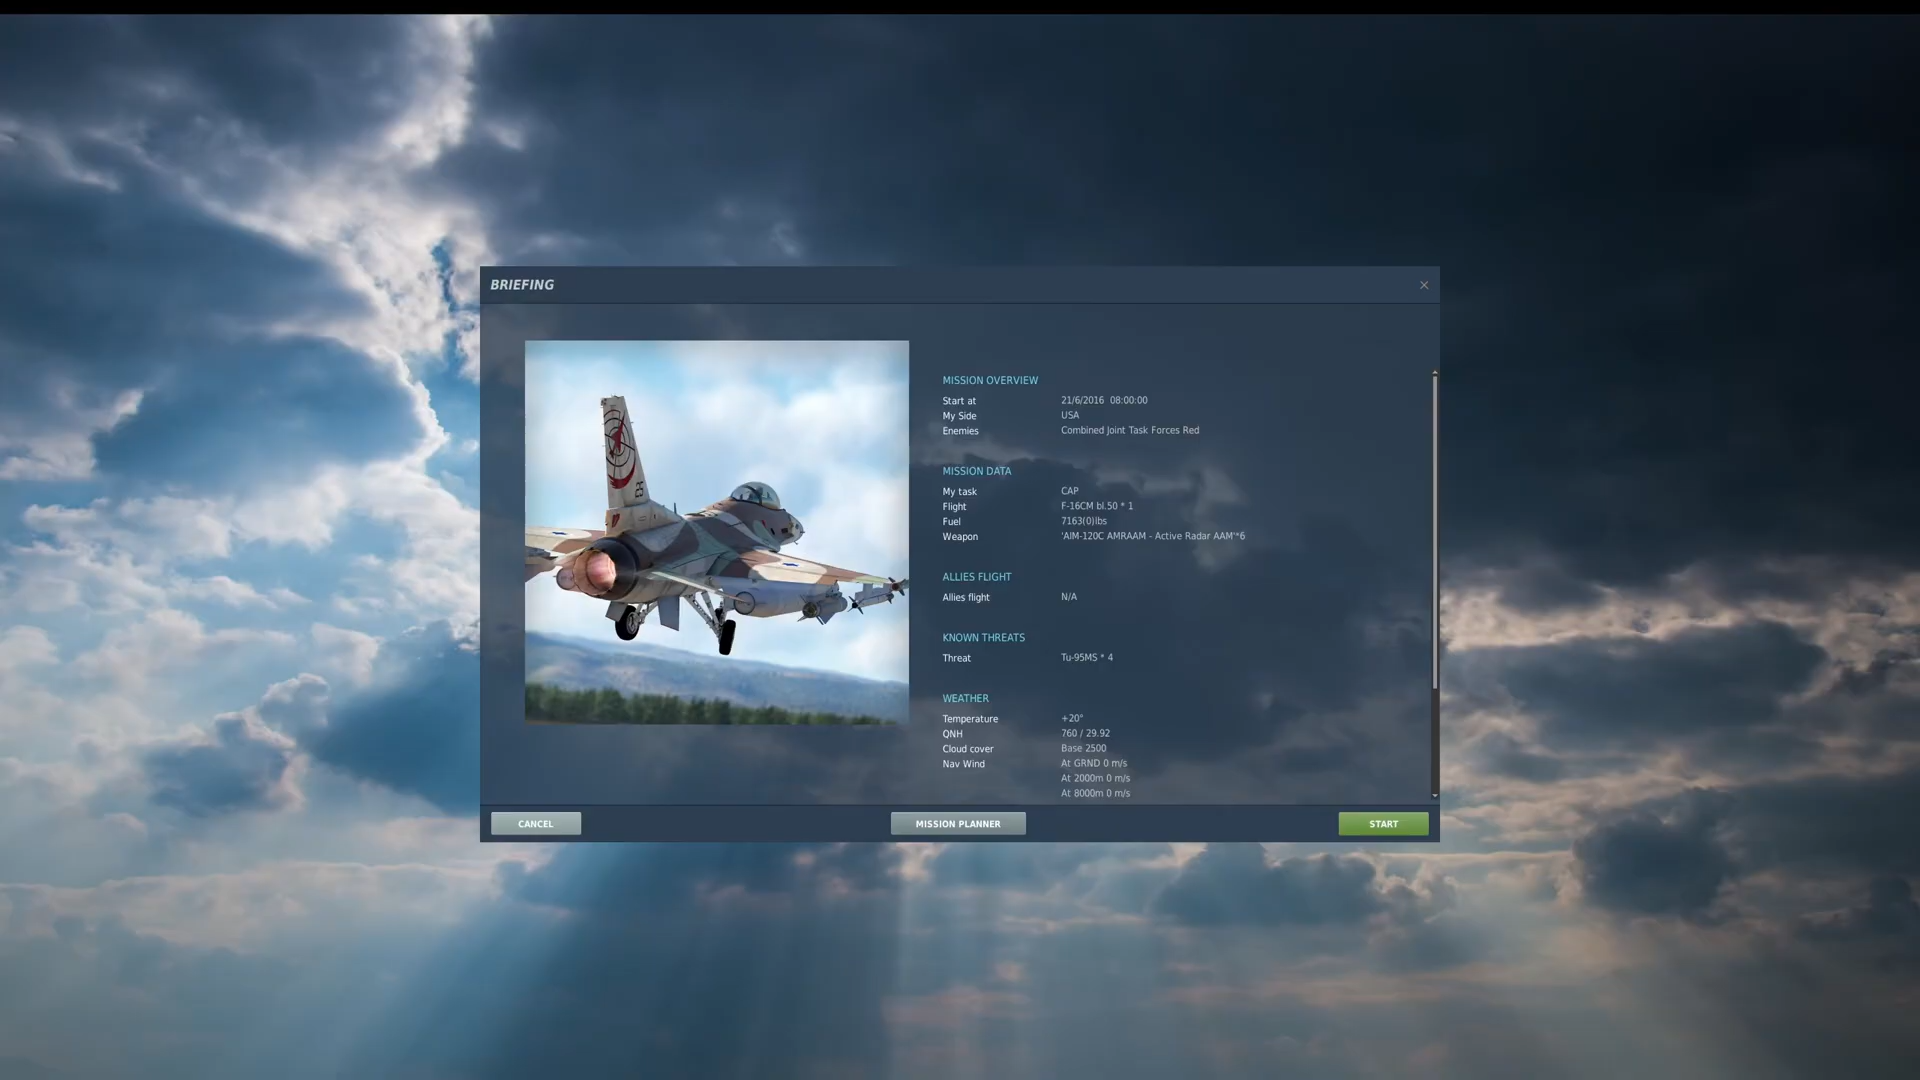 BRIEFING
MISSION OVERVIEW
Start at 21/6/2016 08:00:00
My Side USA
Enemies Combined Joint Task Forces Red
MISSION DATA
My task CAP
Flight F-16CM bl.50 * 1
Fuel 7163(0)lbs
Weapon 'AIM-120C AMRAAM - Active Radar AAM'*6
ALLIES FLIGHT
Allies flight N/A
KNOWN THREATS
Threat Tu-95MS * 4
WEATHER
Temperature +20°
QNH 760 / 29.92
Cloud cover Base 2500
Nav Wind At GRND 0 m/s
At 2000m 0 m/s
At 8000m 0 m/s
CANCEL
MISSION PLANNER
START